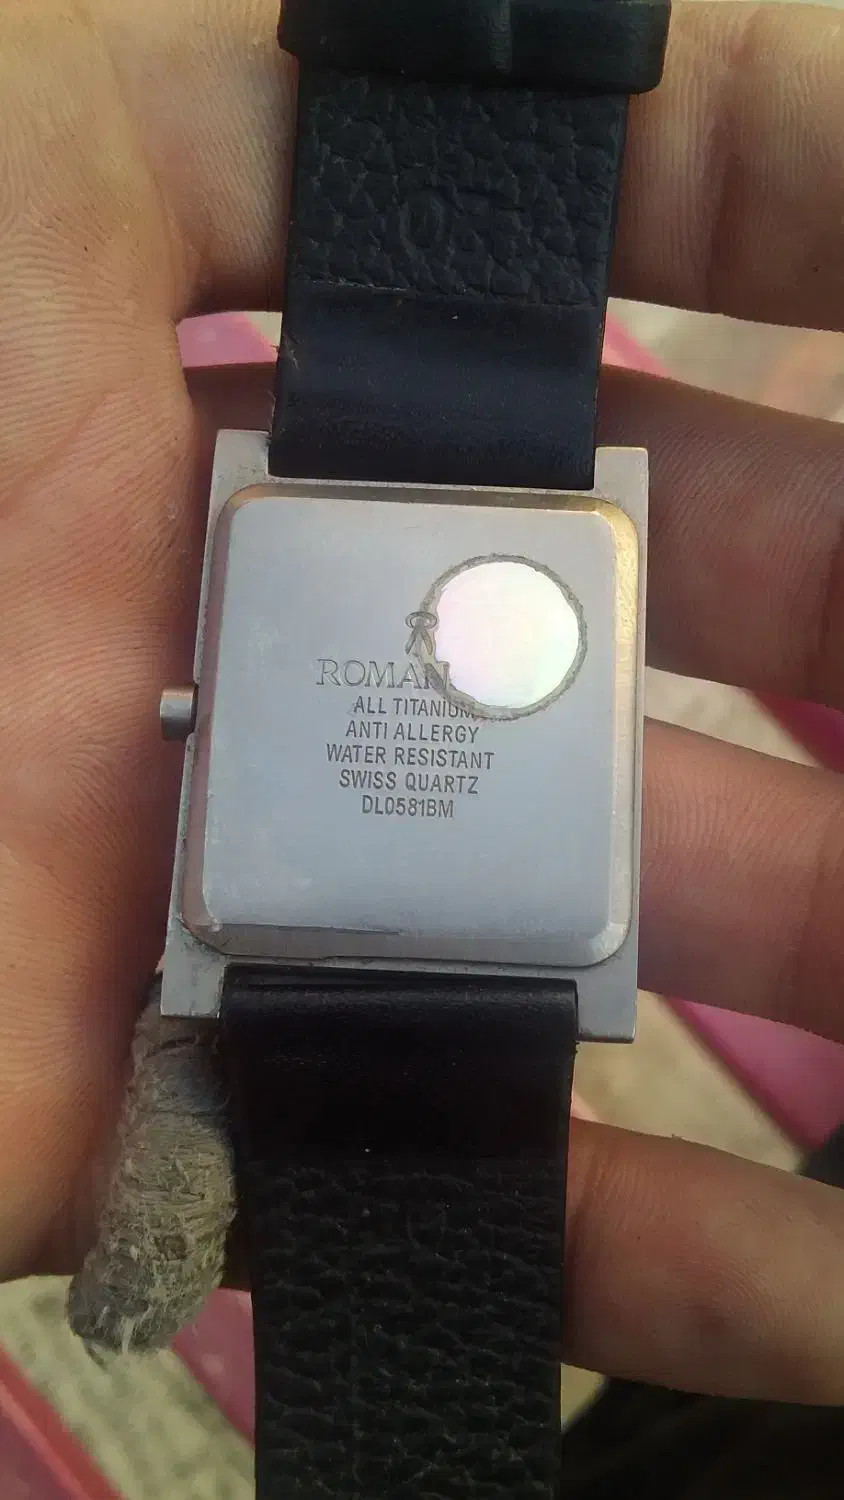 ROMAN
ALL TITANIUM
ANTI ALLERGY
WATER RESISTANT
SWISS QUARTZ
DL0581BM